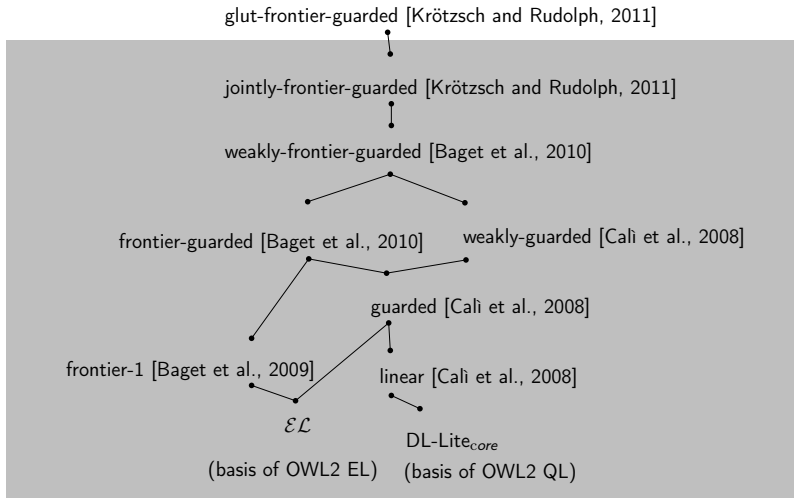 glut-frontier-guarded [Krötzsch and Rudolph, 2011]
jointly-frontier-guarded [Krötzsch and Rudolph, 2011]
weakly-frontier-guarded [Baget et al., 2010]
frontier-guarded [Baget et al., 2010]
weakly-guarded [Calì et al., 2008]
guarded [Calì et al., 2008]
frontier-1 [Baget et al., 2009]
linear [Calì et al., 2008]
ℰℒ
DL-Lite_core
(basis of OWL2 EL)
(basis of OWL2 QL)